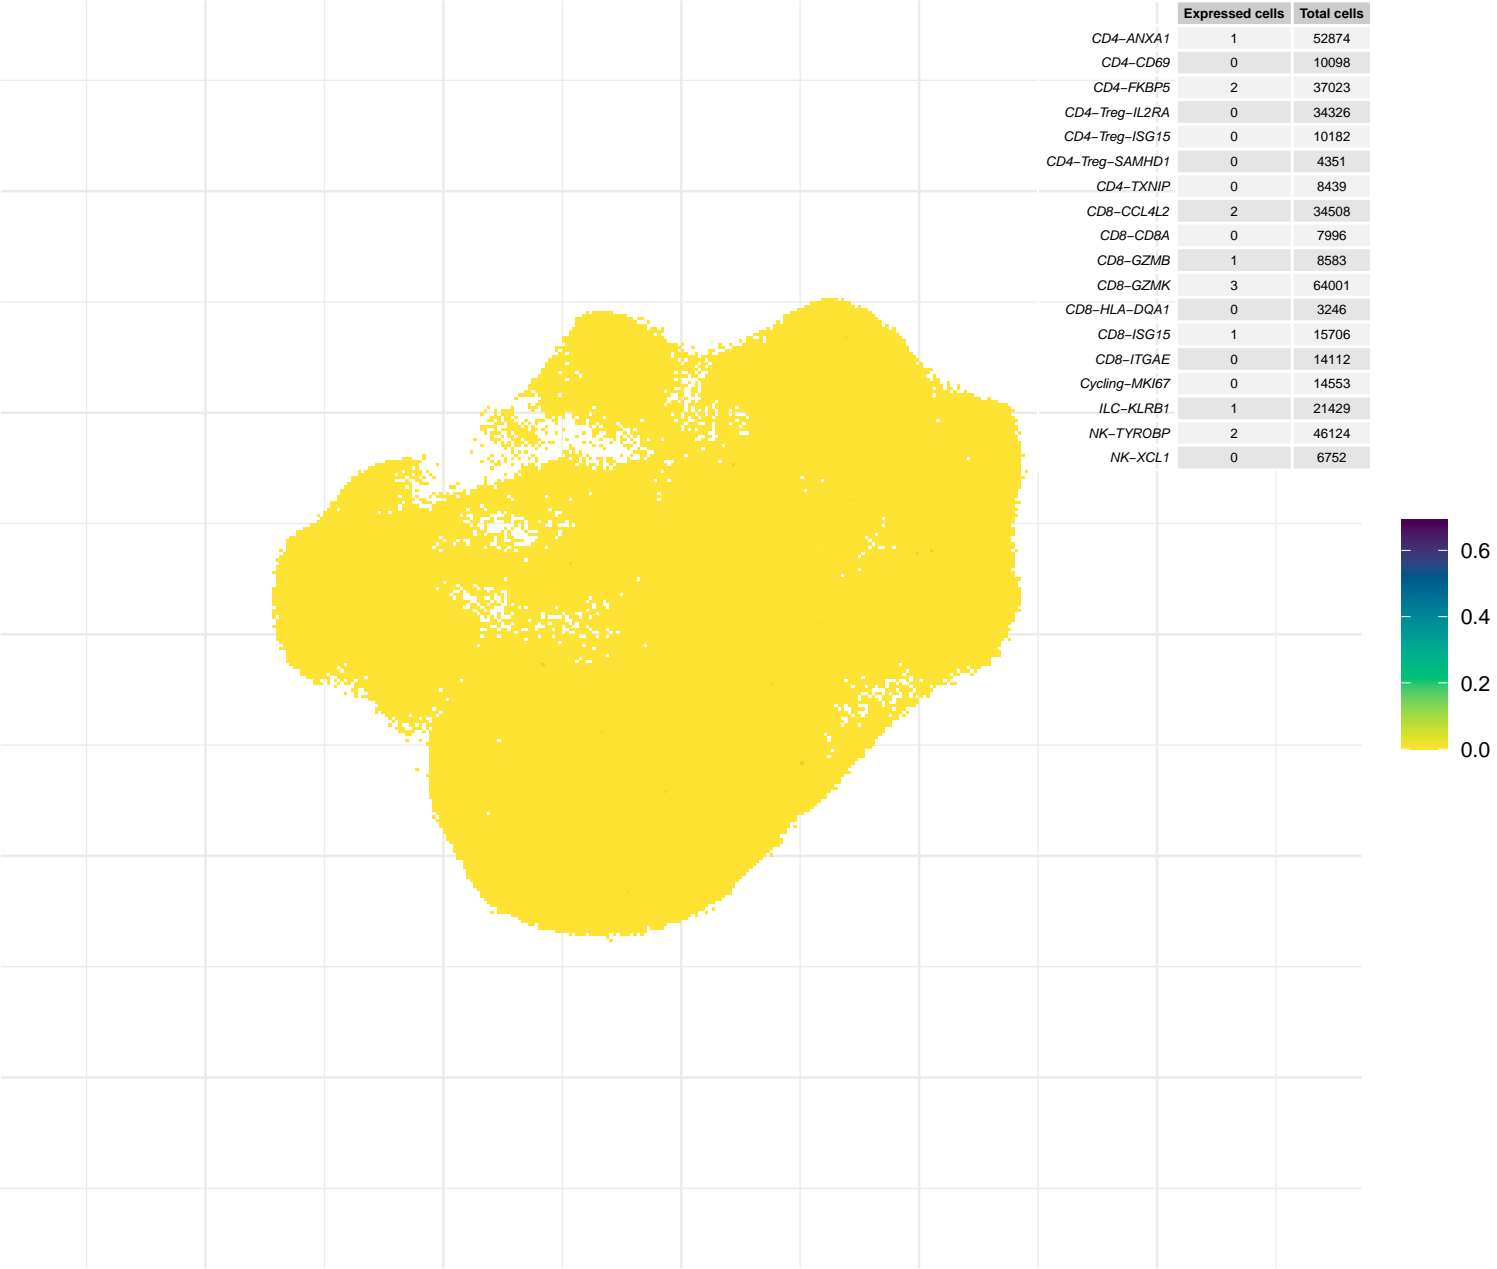 Expressed cells Total cells
CD4−ANXA1 1 52874
CD4−CD69 0 10098
CD4−FKBP5 2 37023
CD4−Treg−IL2RA 0 34326
CD4−Treg−ISG15 0 10182
CD4−Treg−SAMHD1 0 4351
CD4−TXNIP 0 8439
CD8−CCL4L2 2 34508
CD8−CD8A 0 7996
CD8−GZMB 1 8583
CD8−GZMK 3 64001
CD8−HLA−DQA1 0 3246
CD8−ISG15 1 15706
CD8−ITGAE 0 14112
Cycling−MKI67 0 14553
ILC−KLRB1 1 21429
NK−TYROBP 2 46124
NK−XCL1 0 6752
0.6
0.4
0.2
0.0